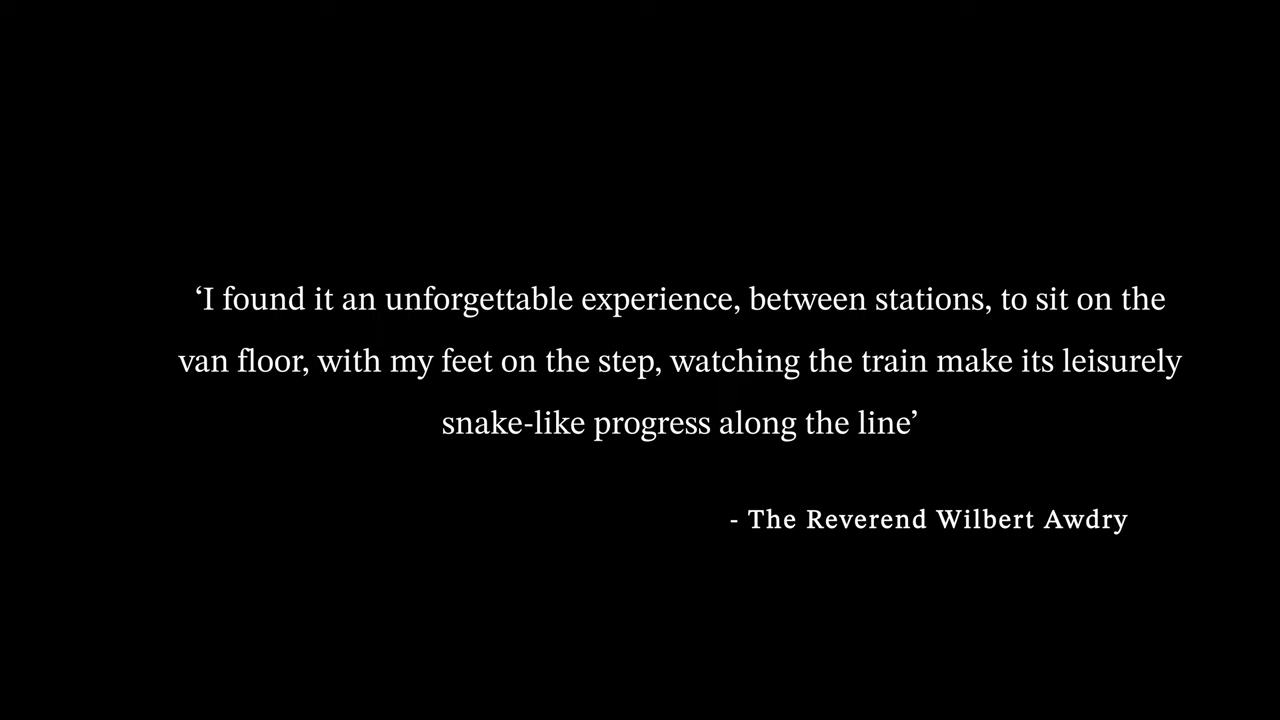 ‘I found it an unforgettable experience, between stations, to sit on the
van floor, with my feet on the step, watching the train make its leisurely
snake-like progress along the line’
- The Reverend Wilbert Awdry